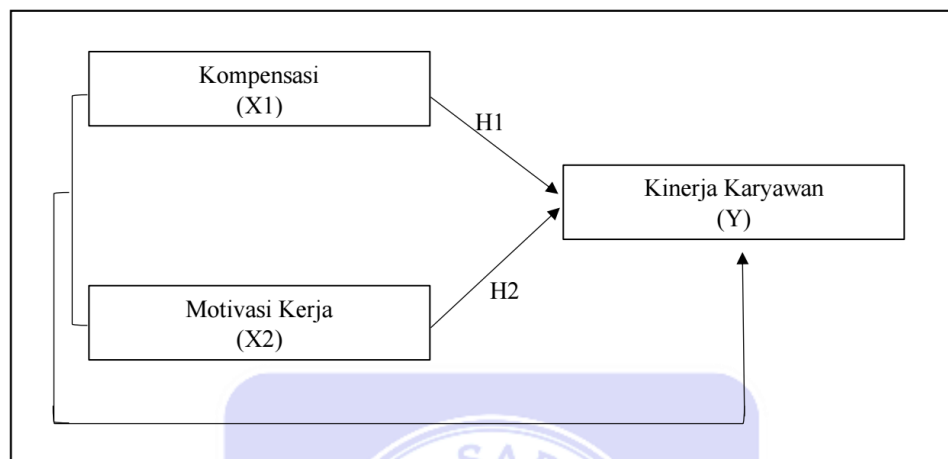 Kompensasi
(X1)
H1
Kinerja Karyawan
(Y)
H2
Motivasi Kerja
(X2)